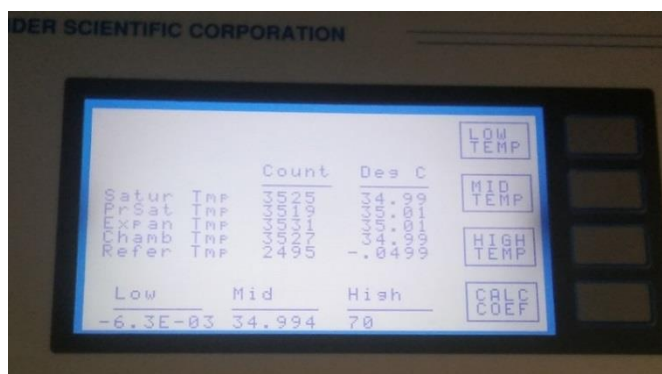 NDER SCIENTIFIC CORPORATION
LOW
TEMP
Count Deg C
MID
TEMP
Satur Tmp 3525 34.99
PrSat Tmp 3519 35.01
Expan Tmp 3531 35.01
Chamb Tmp 3527 34.99
Refer Tmp 2495 -.0499
HIGH
TEMP
Low Mid High
CALC
COEF
-6.3E-03 34.994 70